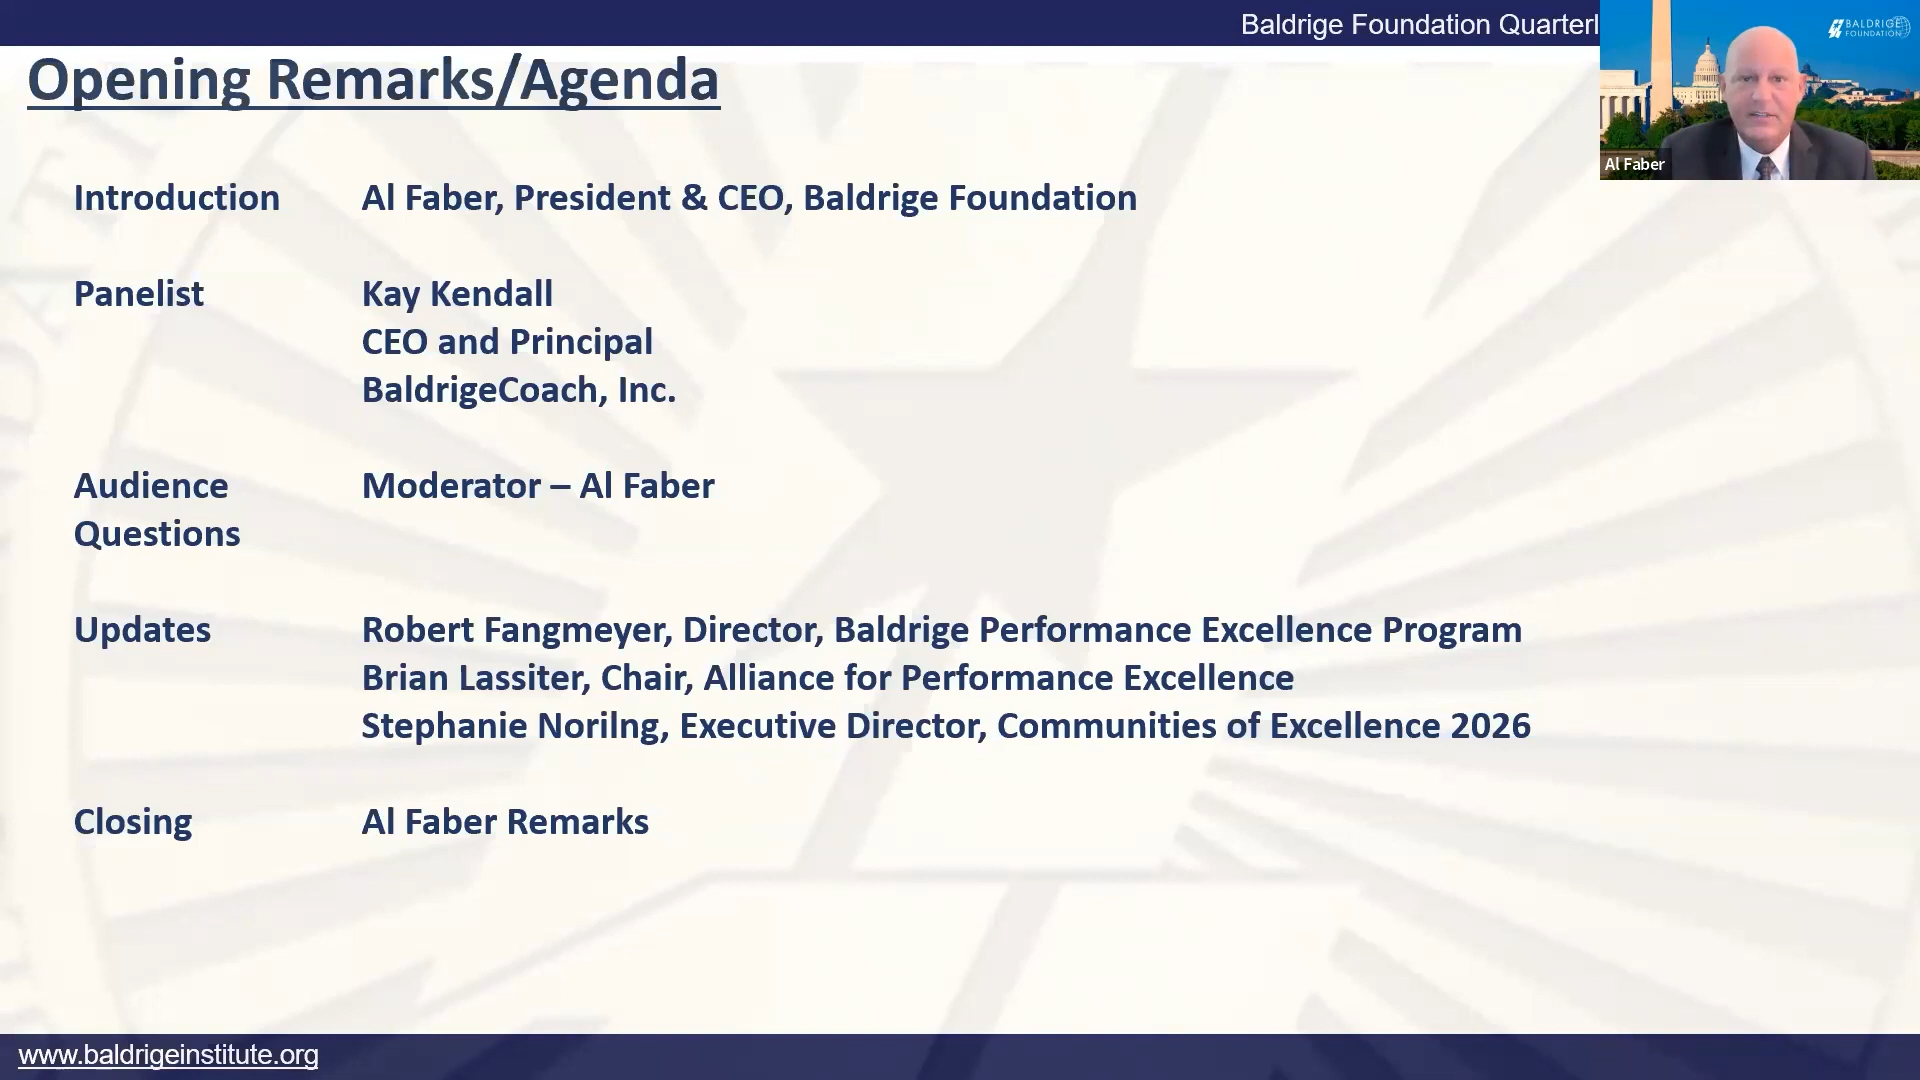 Baldrige Foundation Quarterl
BALDRIGE
FOUNDATION
Opening Remarks/Agenda
Al Faber
Introduction Al Faber, President & CEO, Baldrige Foundation
Panelist Kay Kendall
CEO and Principal
BaldrigeCoach, Inc.
Audience Moderator – Al Faber
Questions
Updates Robert Fangmeyer, Director, Baldrige Performance Excellence Program
Brian Lassiter, Chair, Alliance for Performance Excellence
Stephanie Norilng, Executive Director, Communities of Excellence 2026
Closing Al Faber Remarks
www.baldrigeinstitute.org